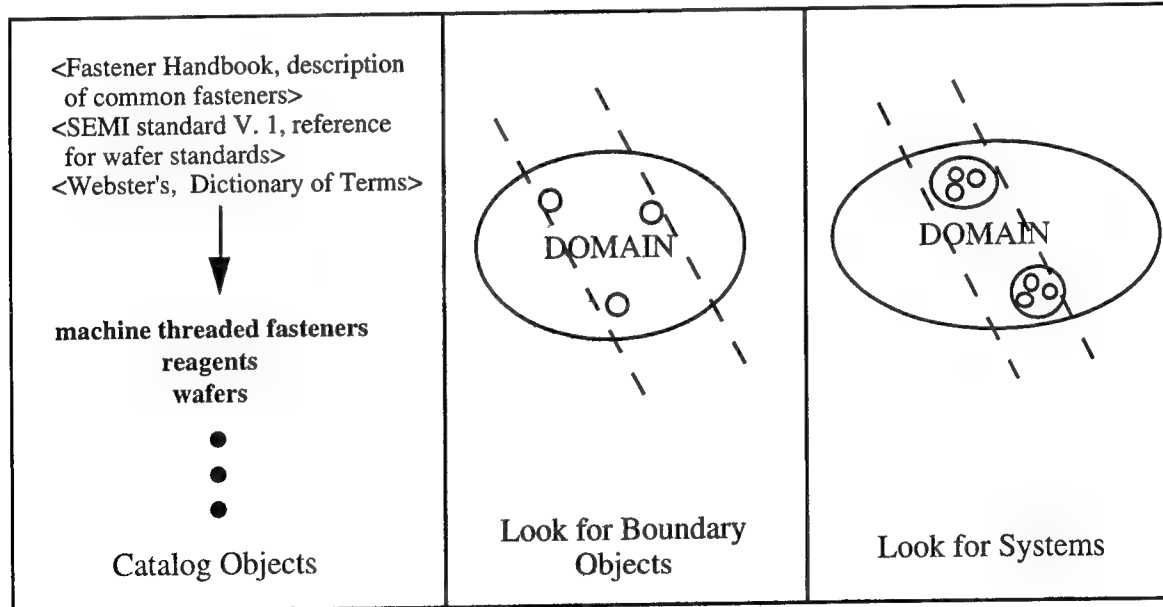 <Fastener Handbook, description
of common fasteners>
<SEMI standard V. 1, reference
for wafer standards>
<Webster's, Dictionary of Terms>
machine threaded fasteners
reagents
wafers
Catalog Objects
DOMAIN
Look for Boundary
Objects
DOMAIN
Look for Systems